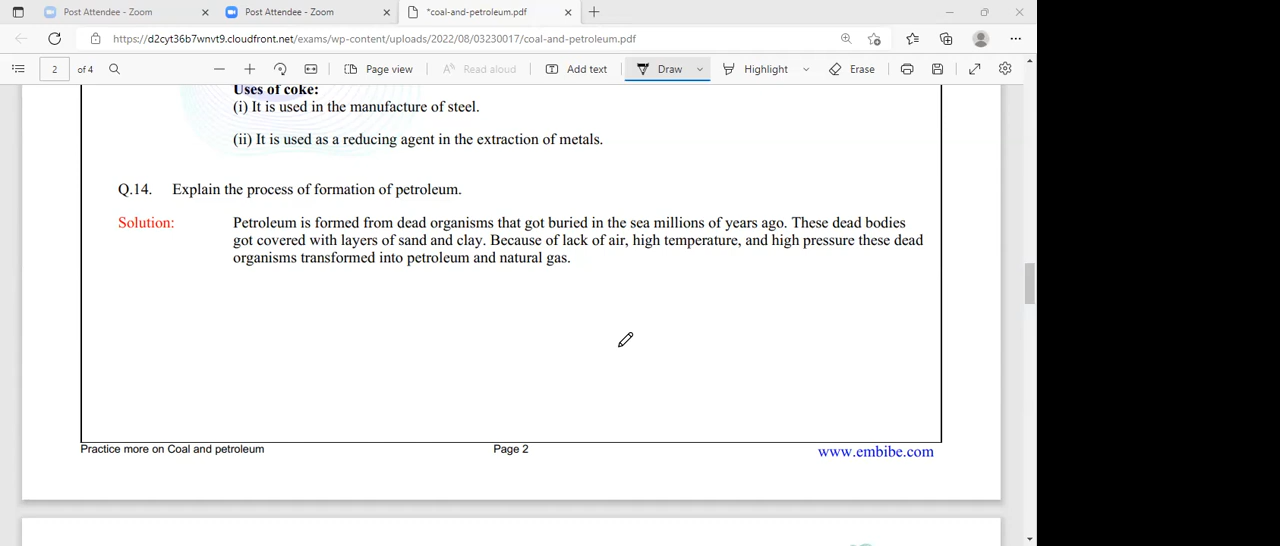 Post Attendee - Zoom
Post Attendee - Zoom
*coal-and-petroleum.pdf
https://d2cyt36b7wnvt9.cloudfront.net/exams/wp-content/uploads/2022/08/03230017/coal-and-petroleum.pdf
2 of 4 Page view Read aloud Add text Draw Highlight Erase
Uses of coke:
(i) It is used in the manufacture of steel.
(ii) It is used as a reducing agent in the extraction of metals.
Q.14. Explain the process of formation of petroleum.
Solution: Petroleum is formed from dead organisms that got buried in the sea millions of years ago. These dead bodies
got covered with layers of sand and clay. Because of lack of air, high temperature, and high pressure these dead
organisms transformed into petroleum and natural gas.
Practice more on Coal and petroleum Page 2 www.embibe.com